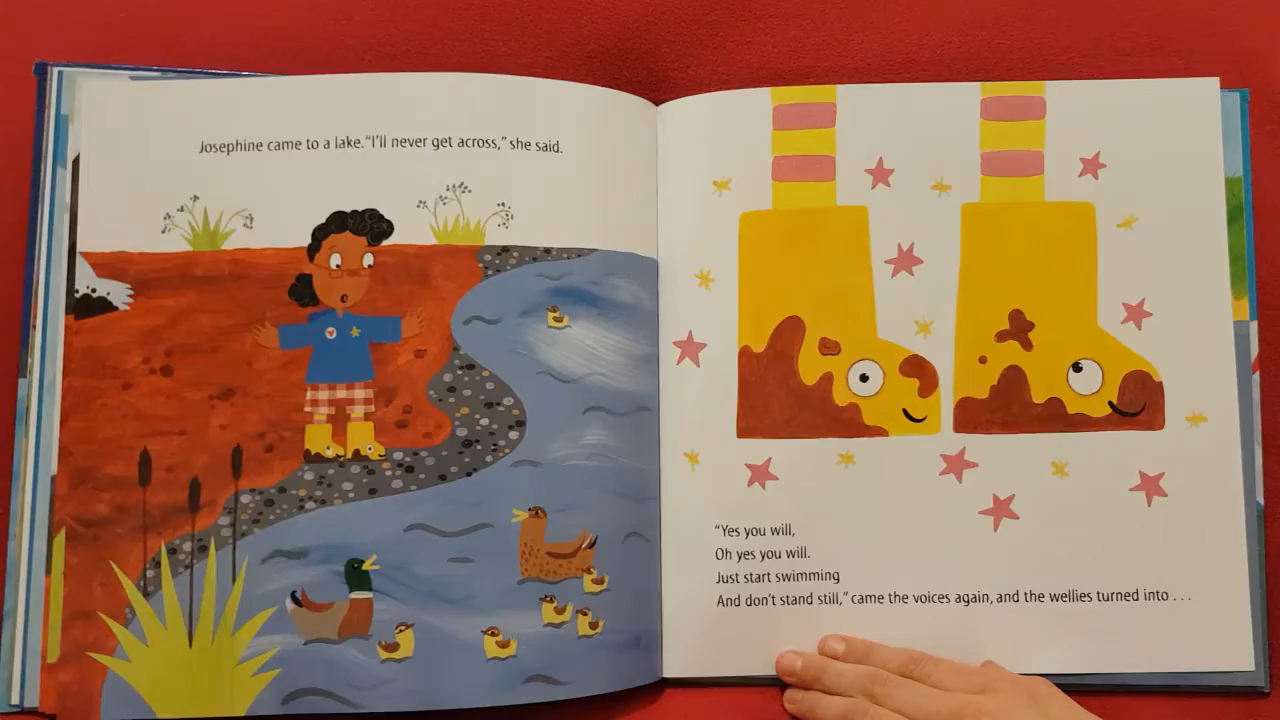 Josephine came to a lake. “I’ll never get across,” she said.
“Yes you will,
Oh yes you will.
Just start swimming
And don’t stand still,” came the voices again, and the wellies turned into . . .